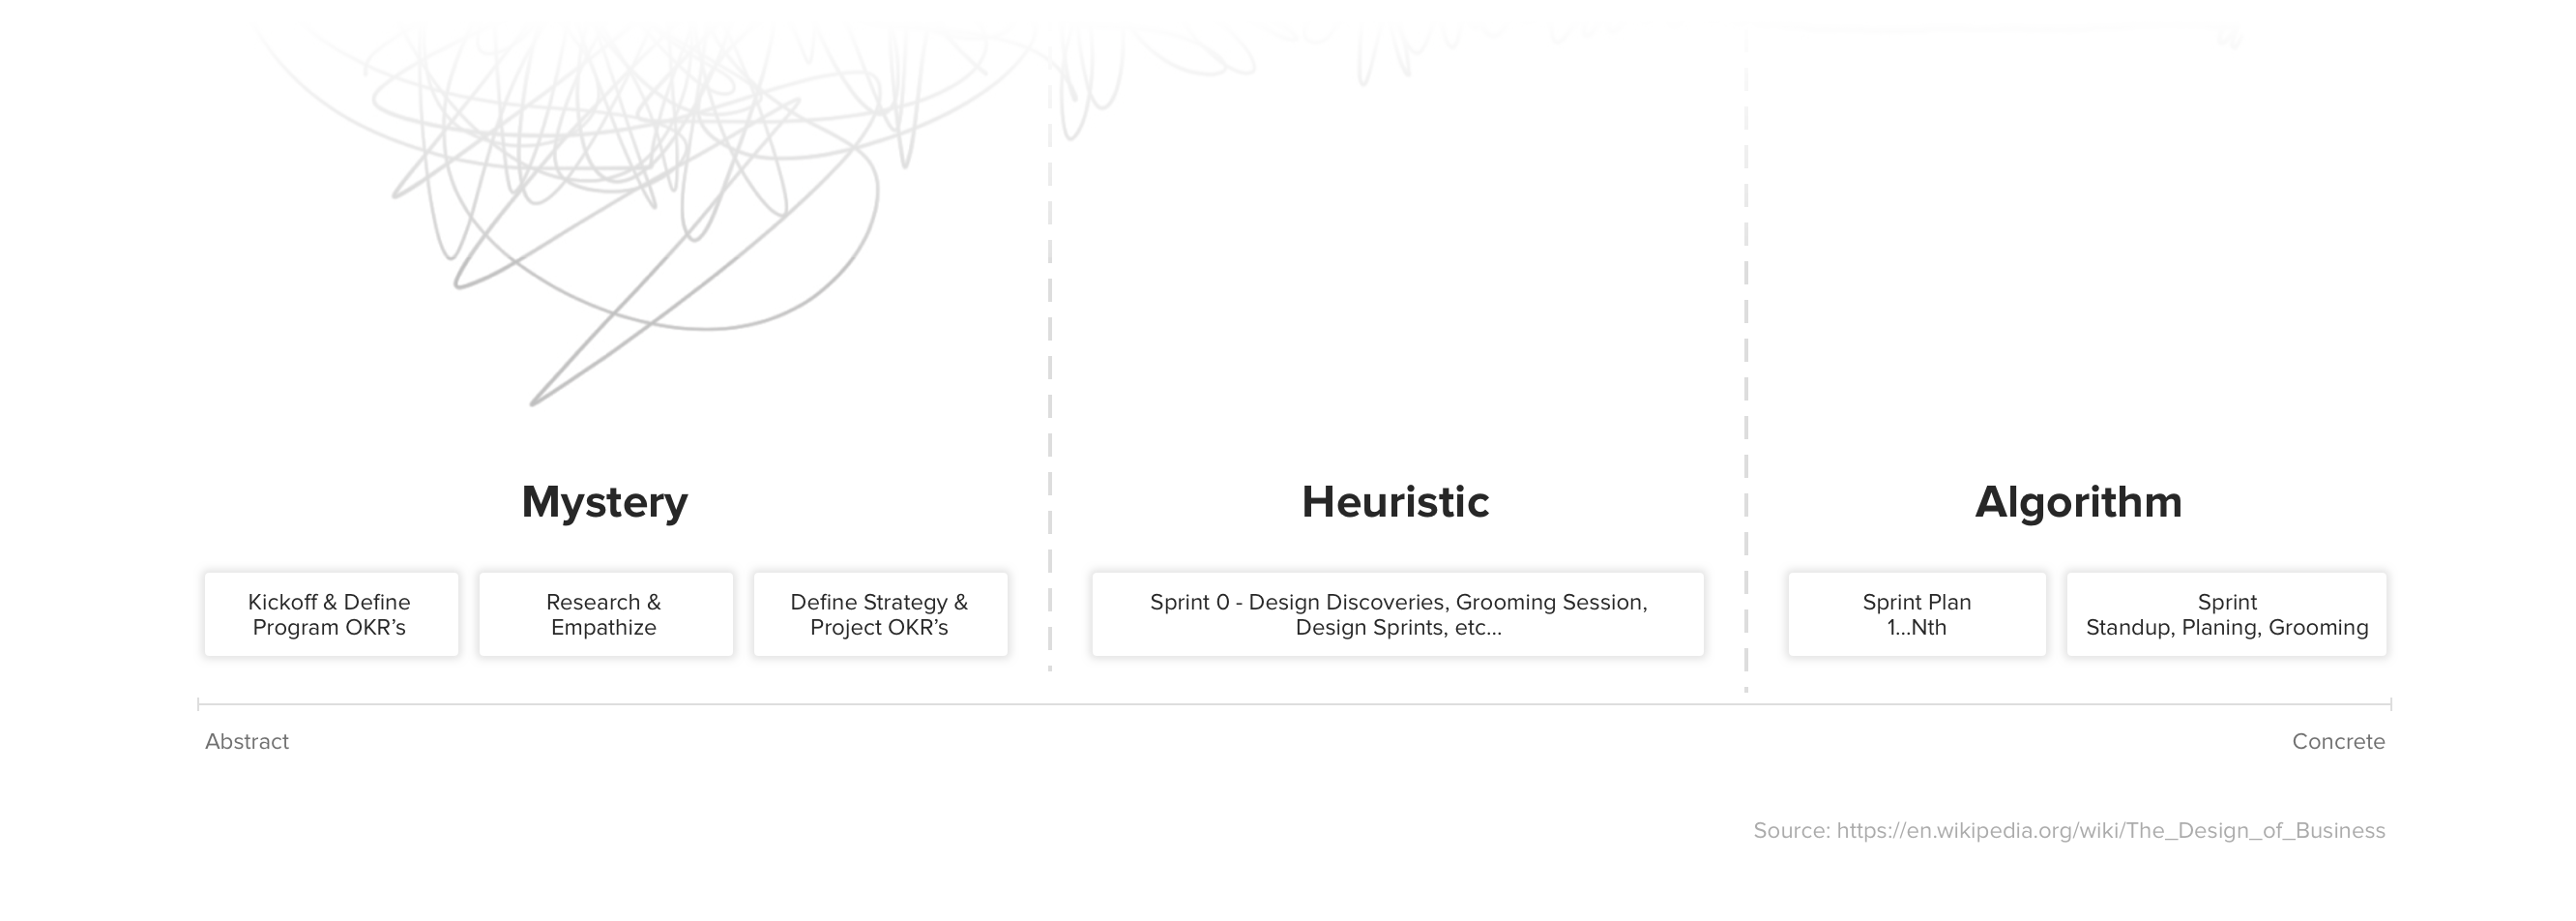 Mystery
Kickoff & Define
Program OKR’s
Research &
Empathize
Define Strategy &
Project OKR’s
Heuristic
Sprint 0 - Design Discoveries, Grooming Session,
Design Sprints, etc...
Algorithm
Sprint Plan
1...Nth
Sprint
Standup, Planing, Grooming
Abstract
Concrete
Source: https://en.wikipedia.org/wiki/The_Design_of_Business